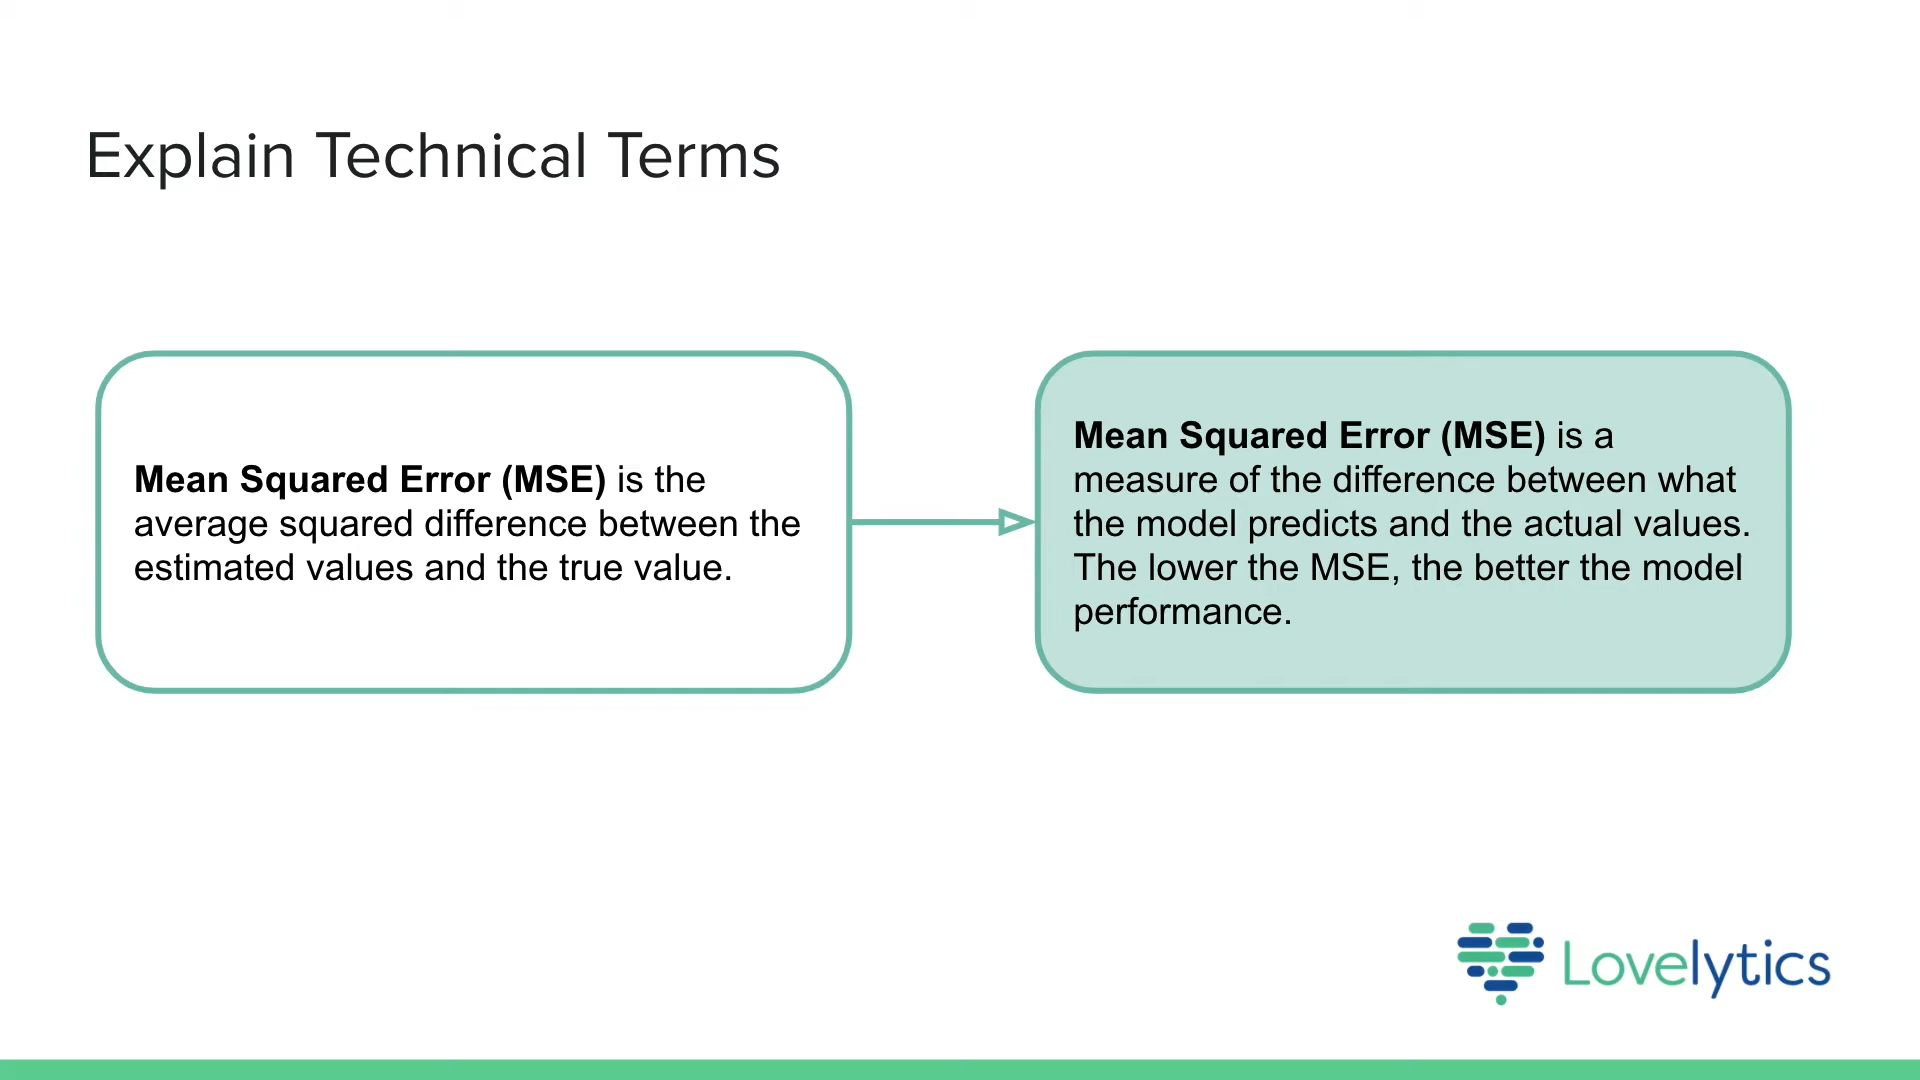 Explain Technical Terms
Mean Squared Error (MSE) is the
average squared difference between the
estimated values and the true value.
Mean Squared Error (MSE) is a
measure of the difference between what
the model predicts and the actual values.
The lower the MSE, the better the model
performance.
Lovelytics